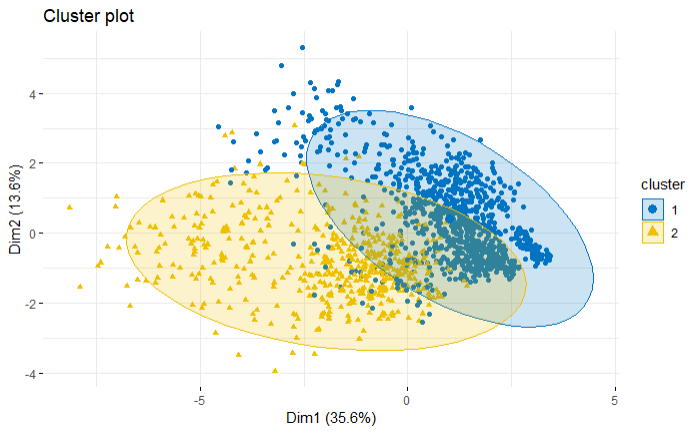 Cluster plot
Dim2 (13.6%)
4
2
0
-2
-4
-5
0
5
Dim1 (35.6%)
cluster
1
2